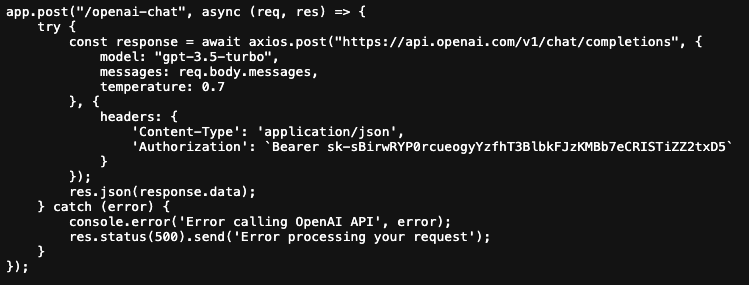 app.post("/openai-chat", async (req, res) => {
    try {
        const response = await axios.post("https://api.openai.com/v1/chat/completions", {
            model: "gpt-3.5-turbo",
            messages: req.body.messages,
            temperature: 0.7
        }, {
            headers: {
                'Content-Type': 'application/json',
                'Authorization': `Bearer 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`
            }
        });
        res.json(response.data);
    } catch (error) {
        console.error('Error calling OpenAI API', error);
        res.status(500).send('Error processing your request');
    }
});